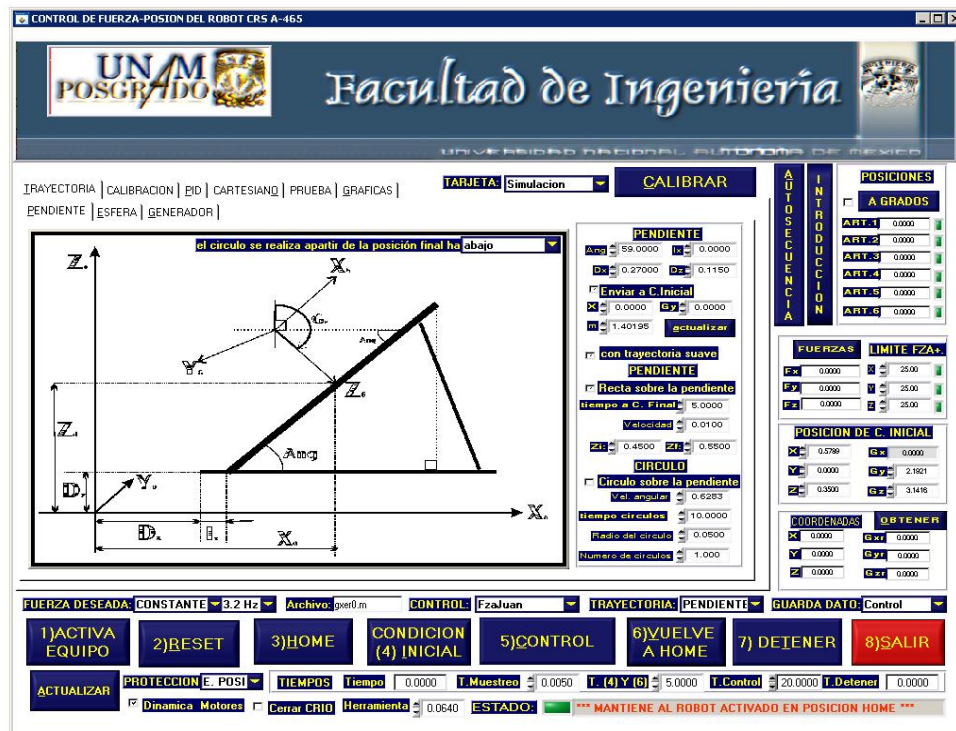 CONTROL DE FUERZA-POSION DEL ROBOT CRS A-465
UNAM
POSGRADO
Facultad de Ingeniería
UNIVERSIDAD NACIONAL AUTONOMA DE MEXICO
TRAYECTORIA CALIBRACION PID CARTESIANO PRUEBA GRAFICAS
TARJETA: Simulacion
CALIBRAR
PENDIENTE ESFERA GENERADOR
el circulo se realiza apartir de la posición final ha abajo
Ang
Ang
PENDIENTE
Ang 59.0000 Ix 0.0000
Dx 0.27000 Dz 0.1150
Enviar a C.Inicial
X 0.0000 Gy 0.0000
m 1.40195 actualizar
con trayectoria suave
PENDIENTE
Recta sobre la pendiente
tiempo a C. Final 5.0000
Velocidad 0.0100
Zi: 0.4500 Zf: 0.5500
CIRCULO
Circulo sobre la pendiente
Vel. angular 0.6283
tiempo circulos 10.0000
Radio del circulo 0.0500
Numero de circulos 1.000
AUTOSECUENCIA
INTRODUCCION
POSICIONES
A GRADOS
ART.1 0.0000
ART.2 0.0000
ART.3 0.0000
ART.4 0.0000
ART.5 0.0000
ART.6 0.0000
FUERZAS LIMITE FZA+.
Fx 0.0000 X 25.00
Fy 0.0000 Y 25.00
Fz 0.0000 Z 25.00
POSICION DE C. INICIAL
X 0.5789 Gx 0.0000
Y 0.0000 Gy 2.1921
Z 0.3500 Gz 3.1416
COORDENADAS OBTENER
X 0.0000 Gxr 0.0000
Y 0.0000 Gyr 0.0000
Z 0.0000 Gzr 0.0000
FUERZA DESEADA: CONSTANTE 3.2 Hz Archivo: gxer0.m CONTROL: FzaJuan TRAYECTORIA: PENDIENTE GUARDA DATO: Control
1)ACTIVA EQUIPO
2)RESET
3)HOME
CONDICION (4) INICIAL
5)CONTROL
6)VUELVE A HOME
7) DETENER
8)SALIR
ACTUALIZAR
PROTECCION E. POSI TIEMPOS Tiempo 0.0000 T.Muestreo 0.0050 T. (4) Y (6) 5.0000 T.Control 20.0000 T.Detener 0.0000
Dinamica Motores Cerrar CRIO Herramienta 0.0640 ESTADO: *** MANTIENE AL ROBOT ACTIVADO EN POSICION HOME ***